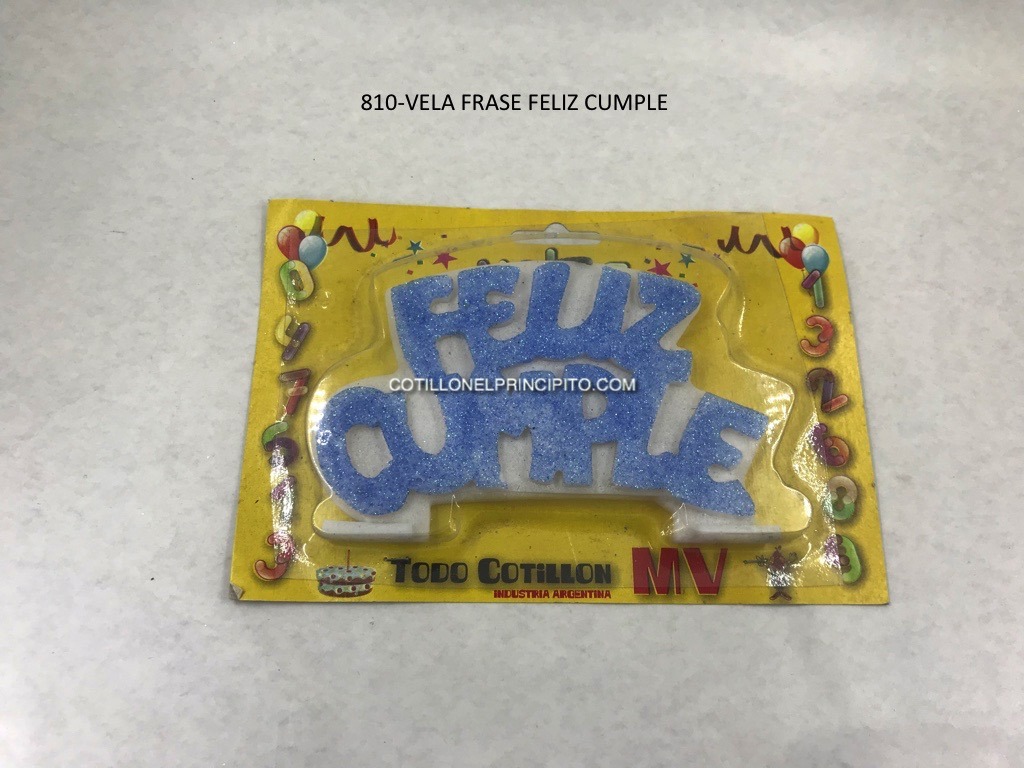 810-VELA FRASE FELIZ CUMPLE
FELIZ
COTILLONELPRINCIPITO.COM
CUMPLE
TODO COTILLON MV
INDUSTRIA ARGENTINA